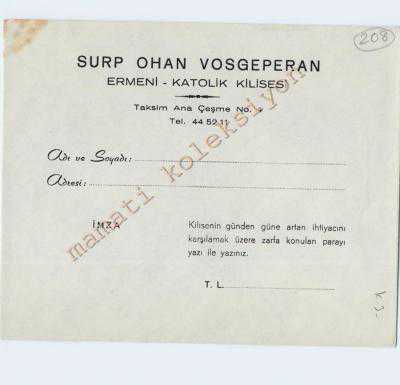 208
SURP OHAN VOSGEPERAN
ERMENİ - KATOLİK KİLİSESİ
Taksim Ana Çeşme No.
Tel. 44 52 11
Adı ve Soyadı:
Adresi:
İMZA
Kilisenin günden güne artan ihtiyacını
karşılamak üzere zarfa konulan parayı
yazı ile yazınız.
T. L.
manati koleksiyon